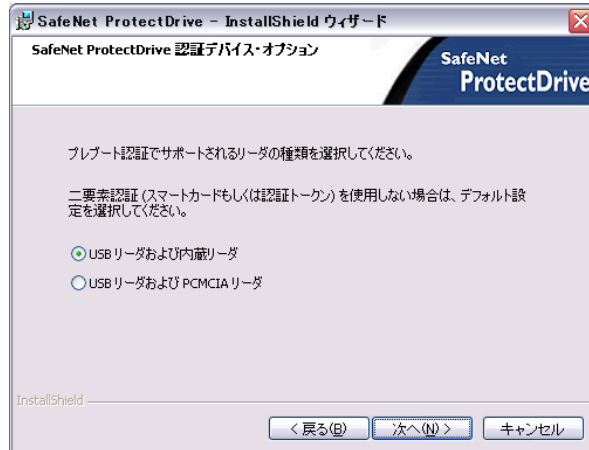 SafeNet ProtectDrive - InstallShield ウィザード
SafeNet ProtectDrive 認証デバイス・オプション
SafeNet
ProtectDrive
プレブート認証でサポートされるリーダの種類を選択してください。
二要素認証 (スマートカードもしくは認証トークン) を使用しない場合は、デフォルト設
定を選択してください。
USB リーダおよび内蔵リーダ
USB リーダおよび PCMCIA リーダ
InstallShield
< 戻る(B)
次へ(N) >
キャンセル